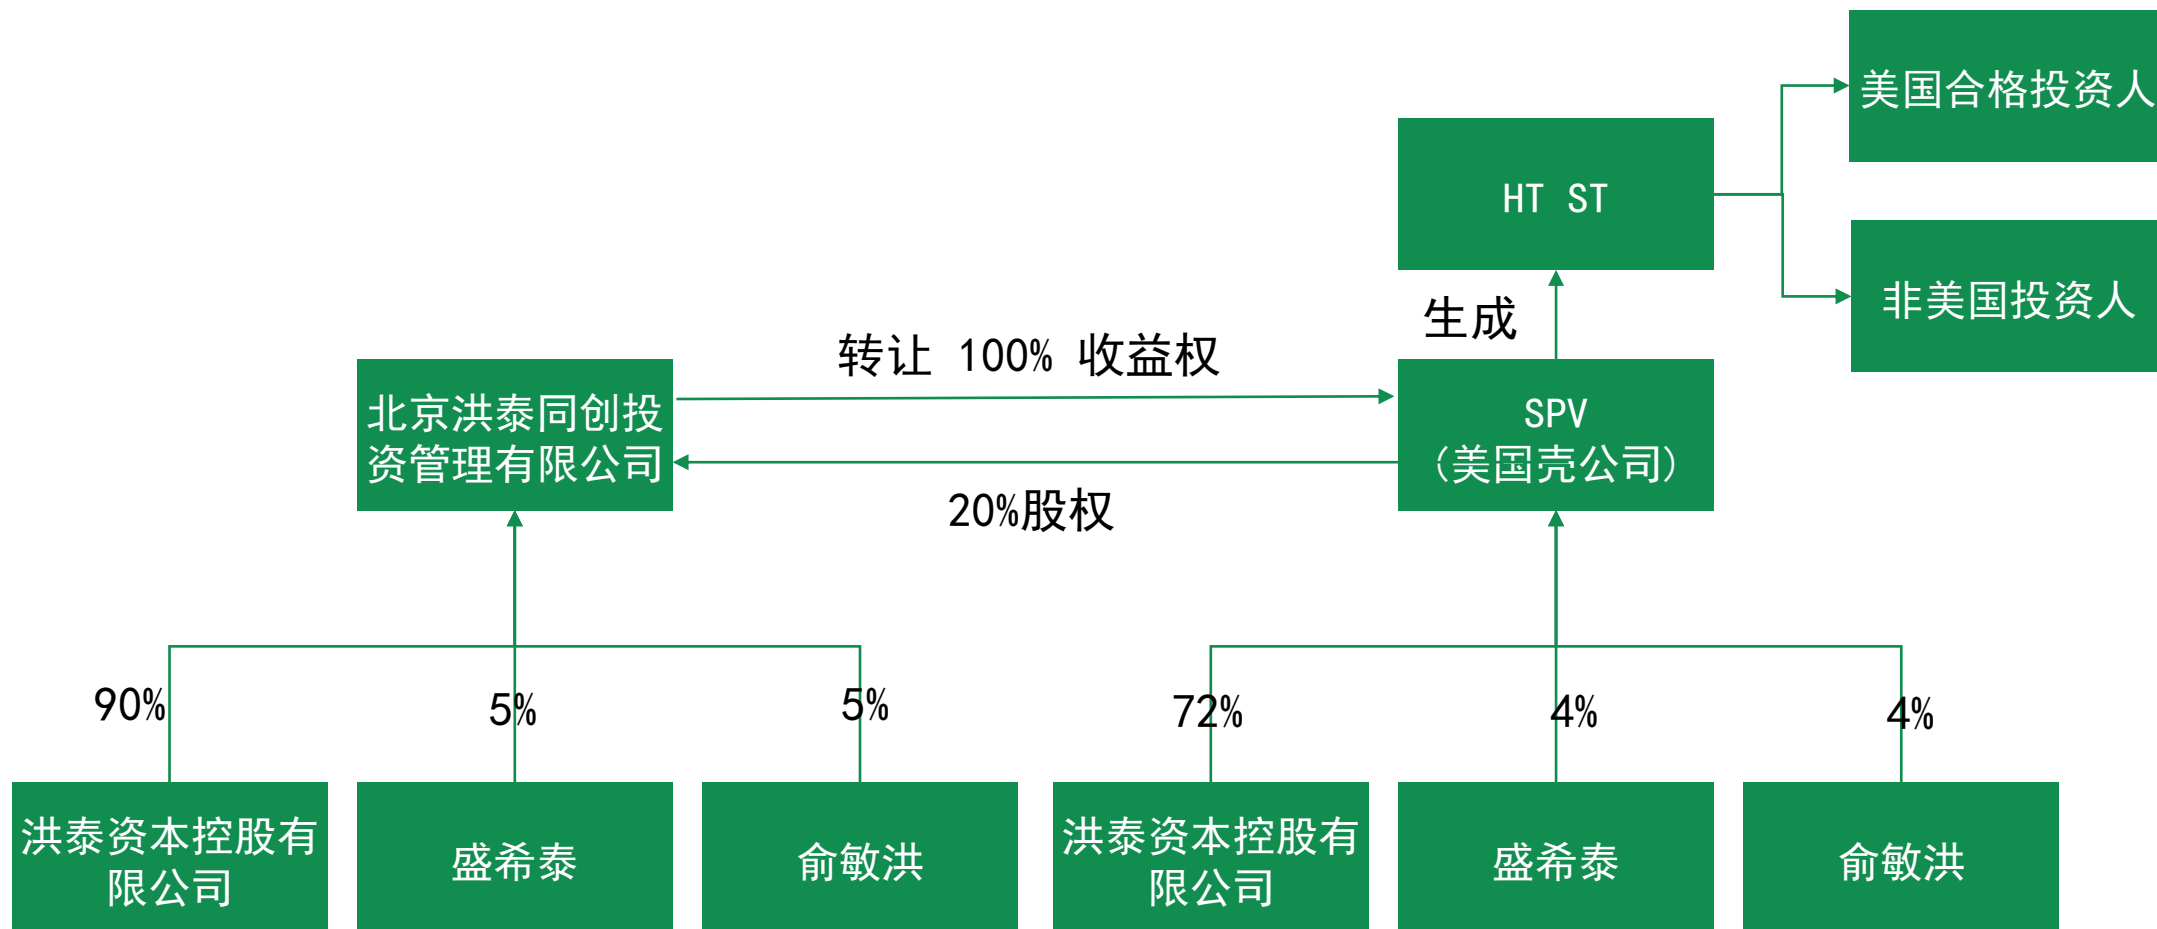 美国合格投资人
HT ST
非美国投资人
生成
转让 100% 收益权
北京洪泰同创投
资管理有限公司
SPV
（美国壳公司）
20%股权
90%
5%
5%
72%
4%
4%
洪泰资本控股有
限公司
盛希泰
俞敏洪
洪泰资本控股有
限公司
盛希泰
俞敏洪